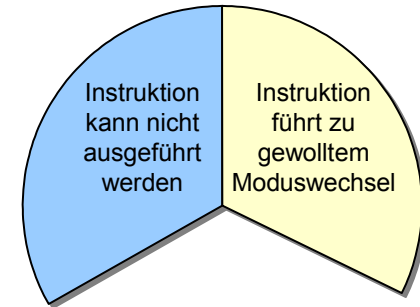 Instruktion
kann nicht
ausgeführt
werden
Instruktion
führt zu
gewolltem
Moduswechsel